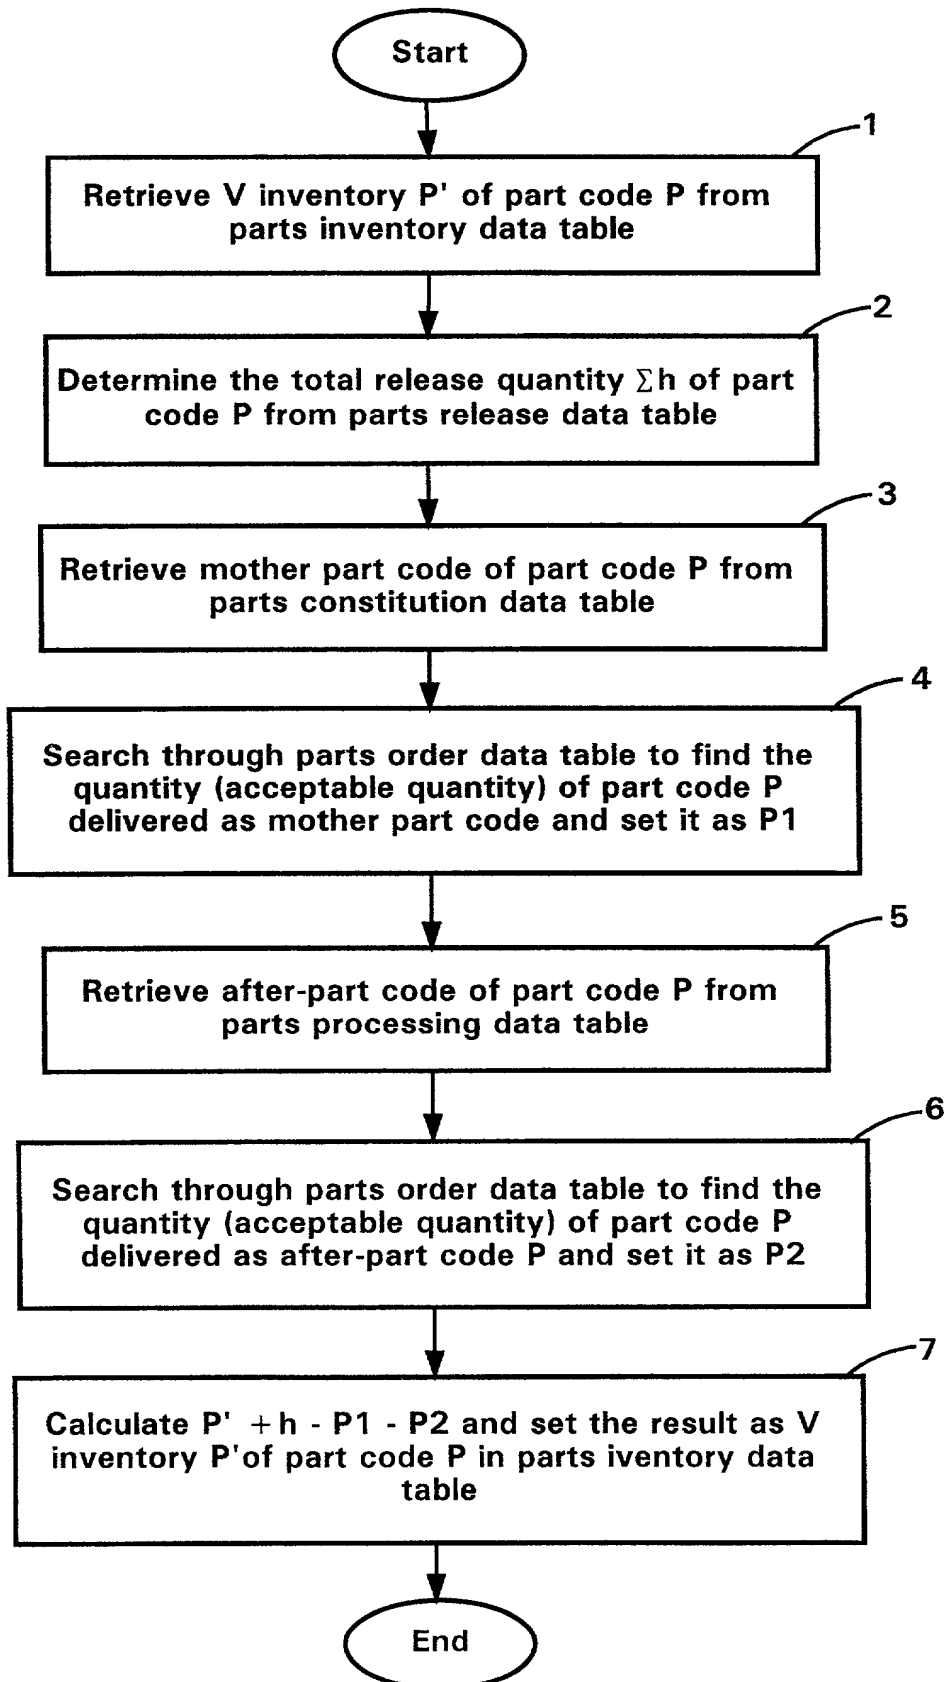 Start
1
Retrieve V inventory P' of part code P from
parts inventory data table
2
Determine the total release quantity Σh of part
code P from parts release data table
3
Retrieve mother part code of part code P from
parts constitution data table
4
Search through parts order data table to find the
quantity (acceptable quantity) of part code P
delivered as mother part code and set it as P1
5
Retrieve after-part code of part code P from
parts processing data table
6
Search through parts order data table to find the
quantity (acceptable quantity) of part code P
delivered as after-part code P and set it as P2
7
Calculate P' +h - P1 - P2 and set the result as V
inventory P'of part code P in parts iventory data
table
End